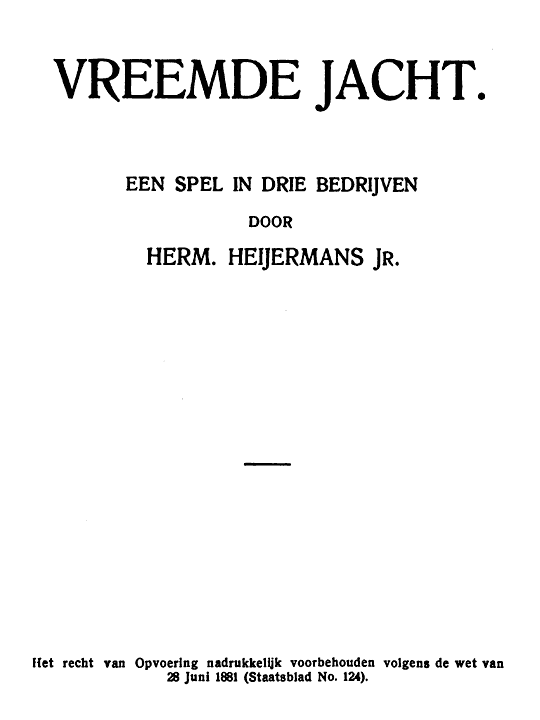 VREEMDE JACHT.
EEN SPEL IN DRIE BEDRIJVEN
DOOR
HERM. HEIJERMANS JR.
Het recht van Opvoering nadrukkelijk voorbehouden volgens de wet van
28 Juni 1881 (Staatsblad No. 124).